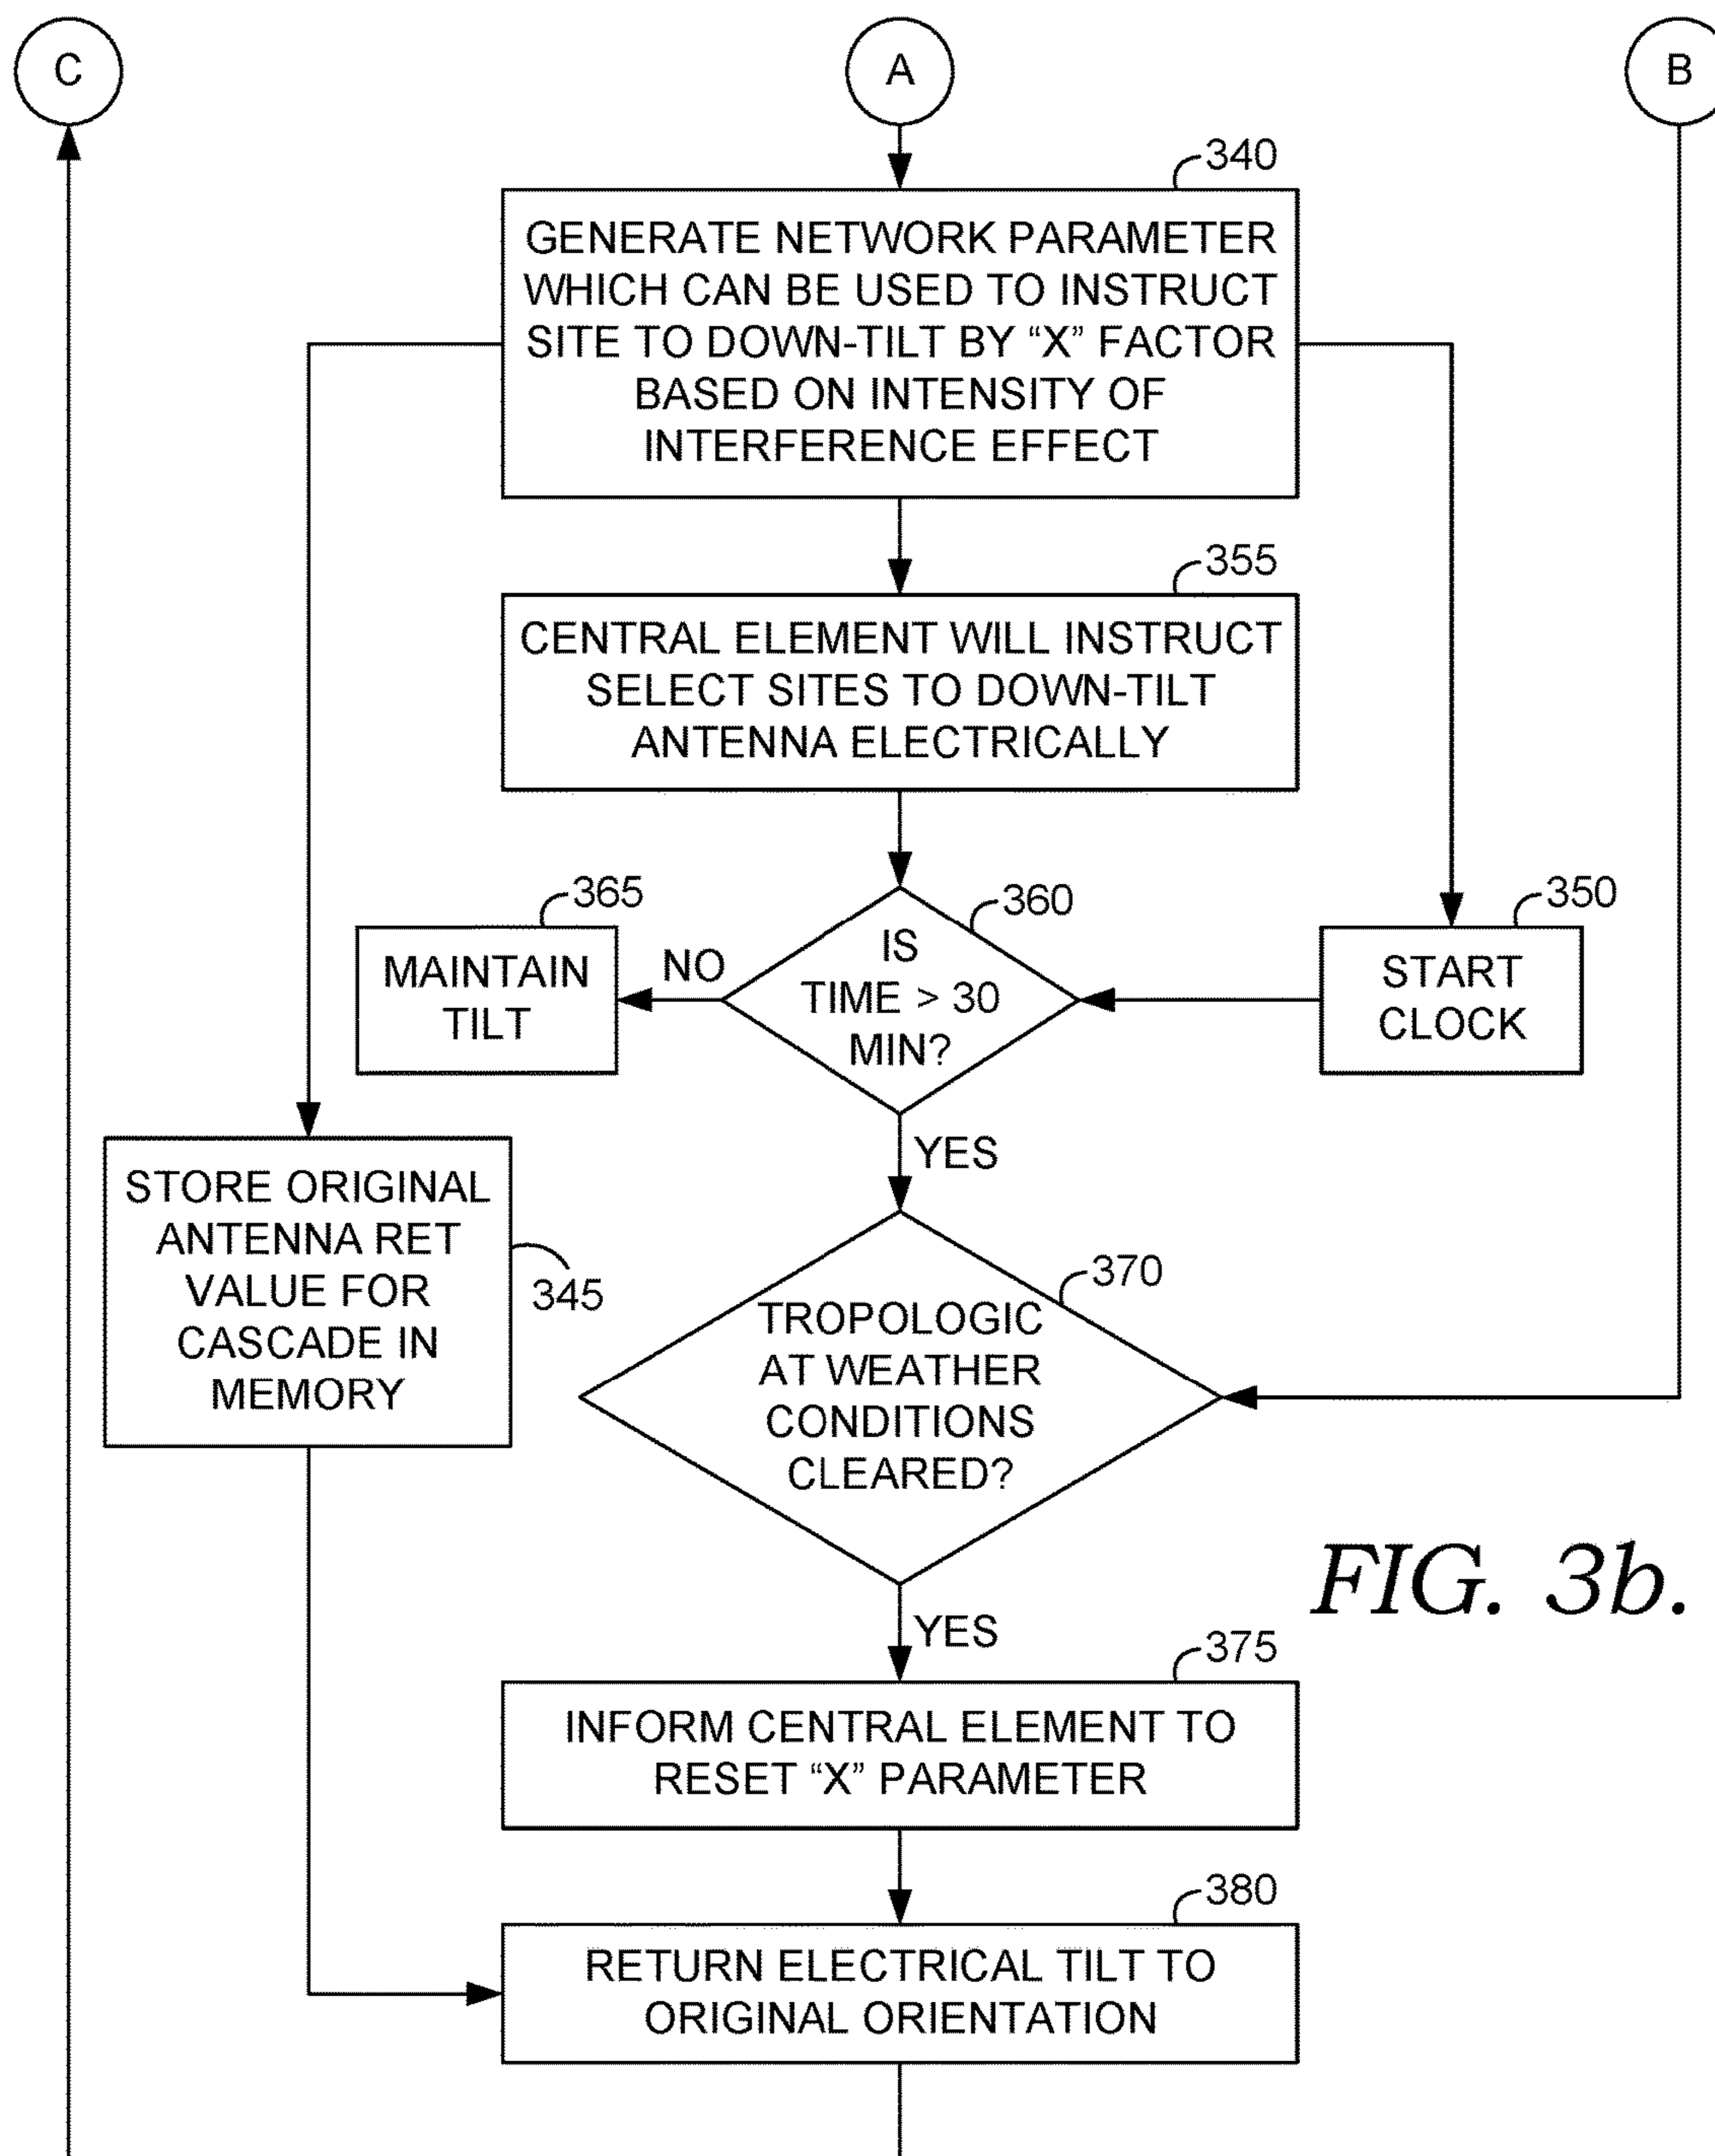 C
A
B
340
GENERATE NETWORK PARAMETER
WHICH CAN BE USED TO INSTRUCT
SITE TO DOWN-TILT BY “X” FACTOR
BASED ON INTENSITY OF
INTERFERENCE EFFECT
355
CENTRAL ELEMENT WILL INSTRUCT
SELECT SITES TO DOWN-TILT
ANTENNA ELECTRICALLY
365
MAINTAIN
TILT
NO
360
IS
TIME > 30
MIN?
350
START
CLOCK
YES
STORE ORIGINAL
ANTENNA RET
VALUE FOR
CASCADE IN
MEMORY
345
370
TROPOLOGIC
AT WEATHER
CONDITIONS
CLEARED?
FIG. 3b.
YES
375
INFORM CENTRAL ELEMENT TO
RESET “X” PARAMETER
380
RETURN ELECTRICAL TILT TO
ORIGINAL ORIENTATION